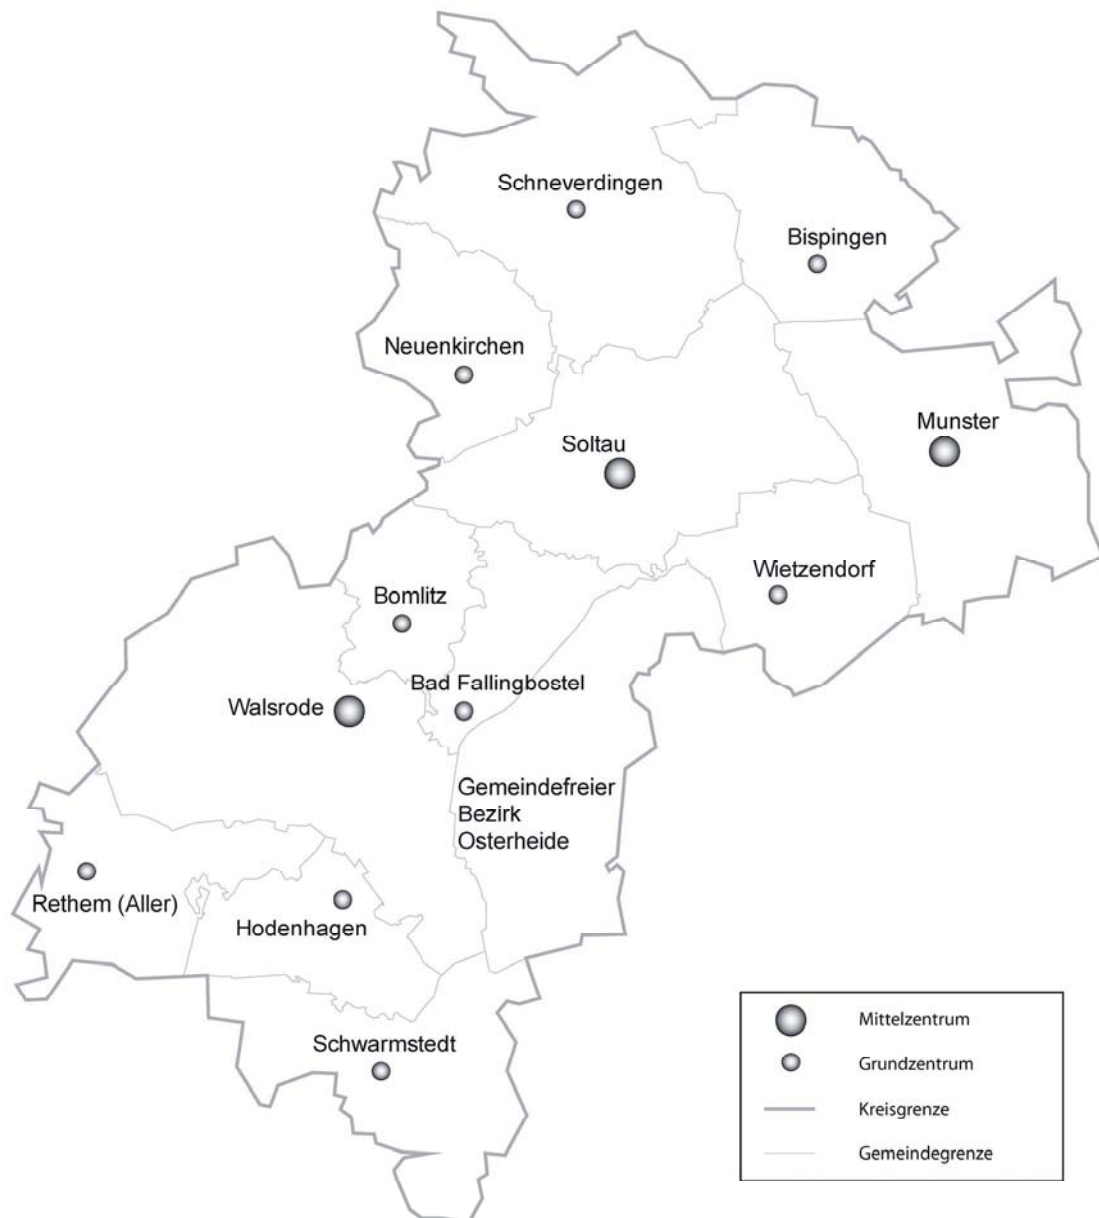 Schneverdingen
Bispingen
Neuenkirchen
Munster
Soltau
Wietzendorf
Bomlitz
Bad Fallingbostel
Walsrode
Gemeindefreier
Bezirk
Osterheide
Rethem (Aller)
Hodenhagen
Schwarmstedt
Mittelzentrum
Grundzentrum
Kreisgrenze
Gemeindegrenze